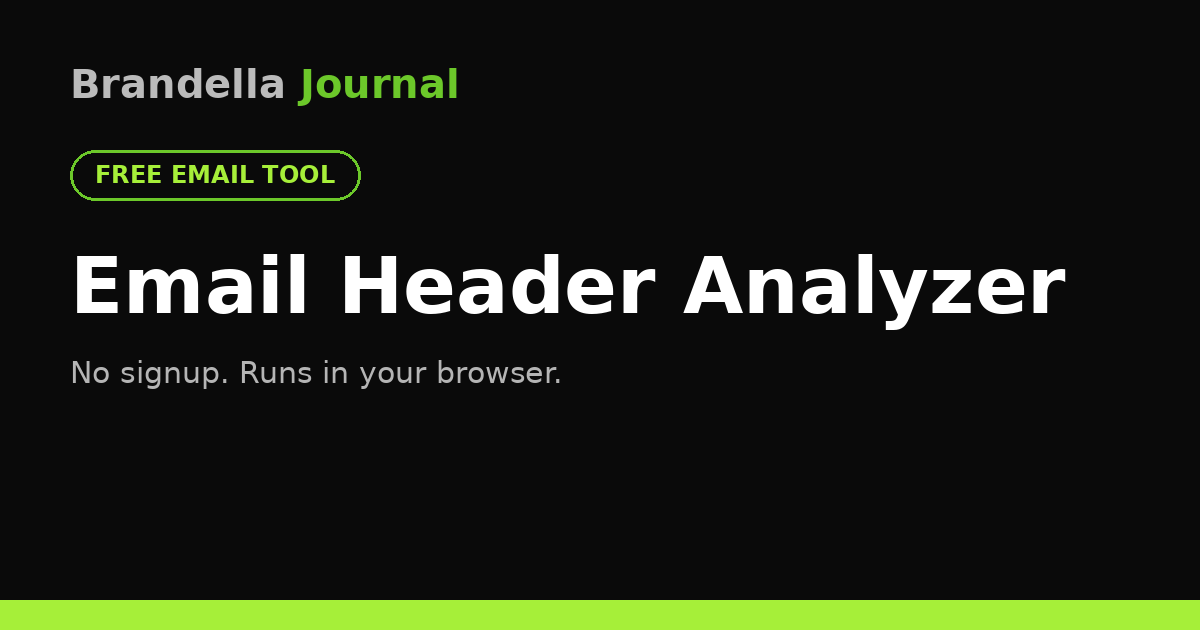 Brandella Journal
FREE EMAIL TOOL
Email Header Analyzer
No signup. Runs in your browser.